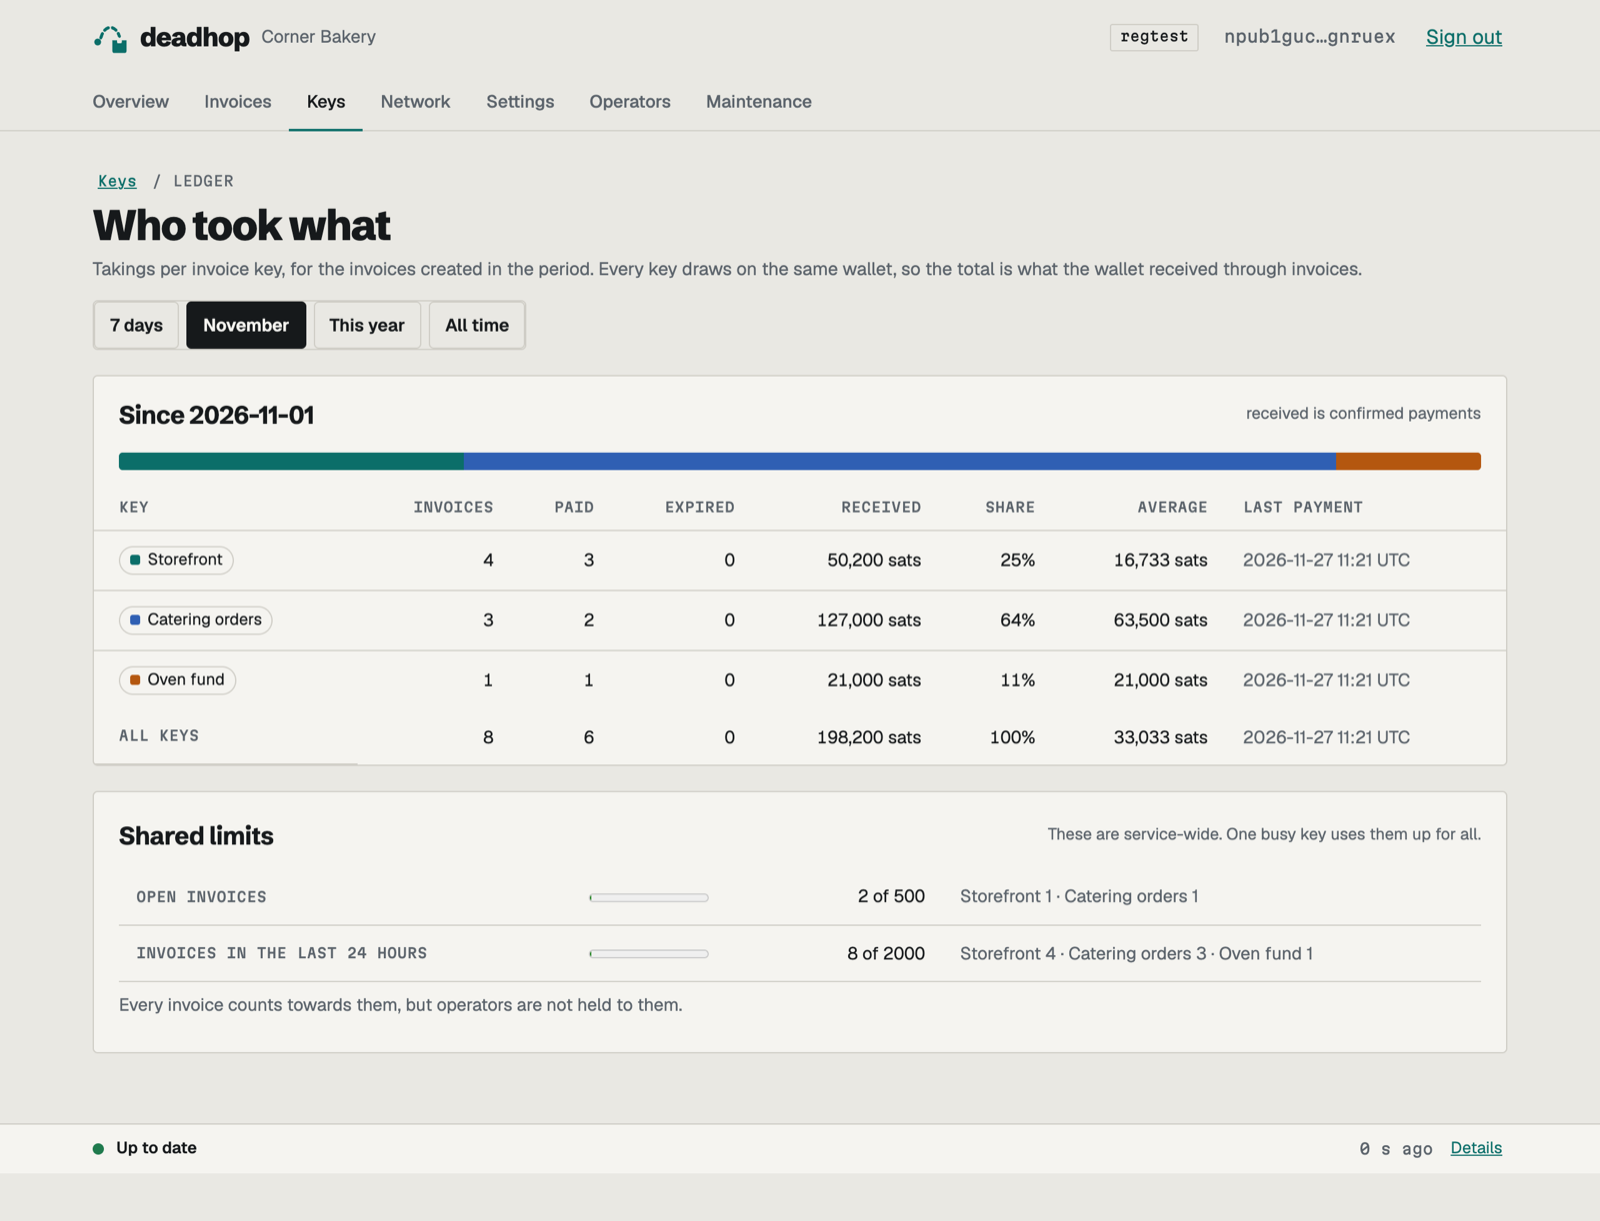 deadhop Corner Bakery regtest npub1guc…gnruex Sign out
Overview Invoices Keys Network Settings Operators Maintenance
Keys / LEDGER
Who took what
Takings per invoice key, for the invoices created in the period. Every key draws on the same wallet, so the total is what the wallet received through invoices.
7 days November This year All time
Since 2026-11-01 received is confirmed payments
KEY INVOICES PAID EXPIRED RECEIVED SHARE AVERAGE LAST PAYMENT
Storefront 4 3 0 50,200 sats 25% 16,733 sats 2026-11-27 11:21 UTC
Catering orders 3 2 0 127,000 sats 64% 63,500 sats 2026-11-27 11:21 UTC
Oven fund 1 1 0 21,000 sats 11% 21,000 sats 2026-11-27 11:21 UTC
ALL KEYS 8 6 0 198,200 sats 100% 33,033 sats 2026-11-27 11:21 UTC
Shared limits These are service-wide. One busy key uses them up for all.
OPEN INVOICES 2 of 500 Storefront 1 · Catering orders 1
INVOICES IN THE LAST 24 HOURS 8 of 2000 Storefront 4 · Catering orders 3 · Oven fund 1
Every invoice counts towards them, but operators are not held to them.
Up to date 0 s ago Details